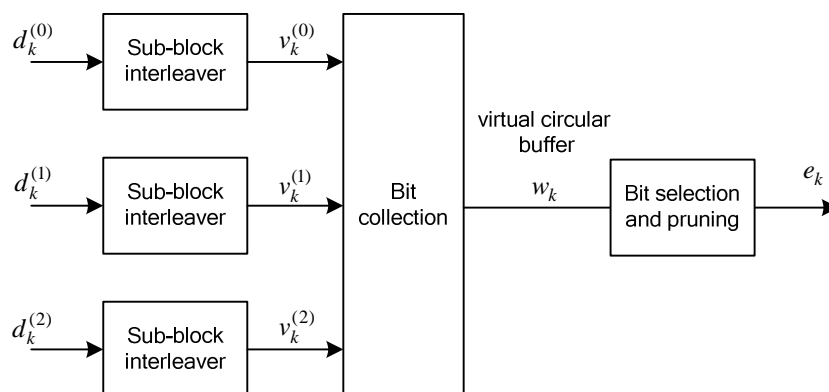 d_k^{(0)}
Sub-block
interleaver
v_k^{(0)}
d_k^{(1)}
Sub-block
interleaver
v_k^{(1)}
d_k^{(2)}
Sub-block
interleaver
v_k^{(2)}
Bit
collection
virtual circular
buffer
w_k
Bit selection
and pruning
e_k